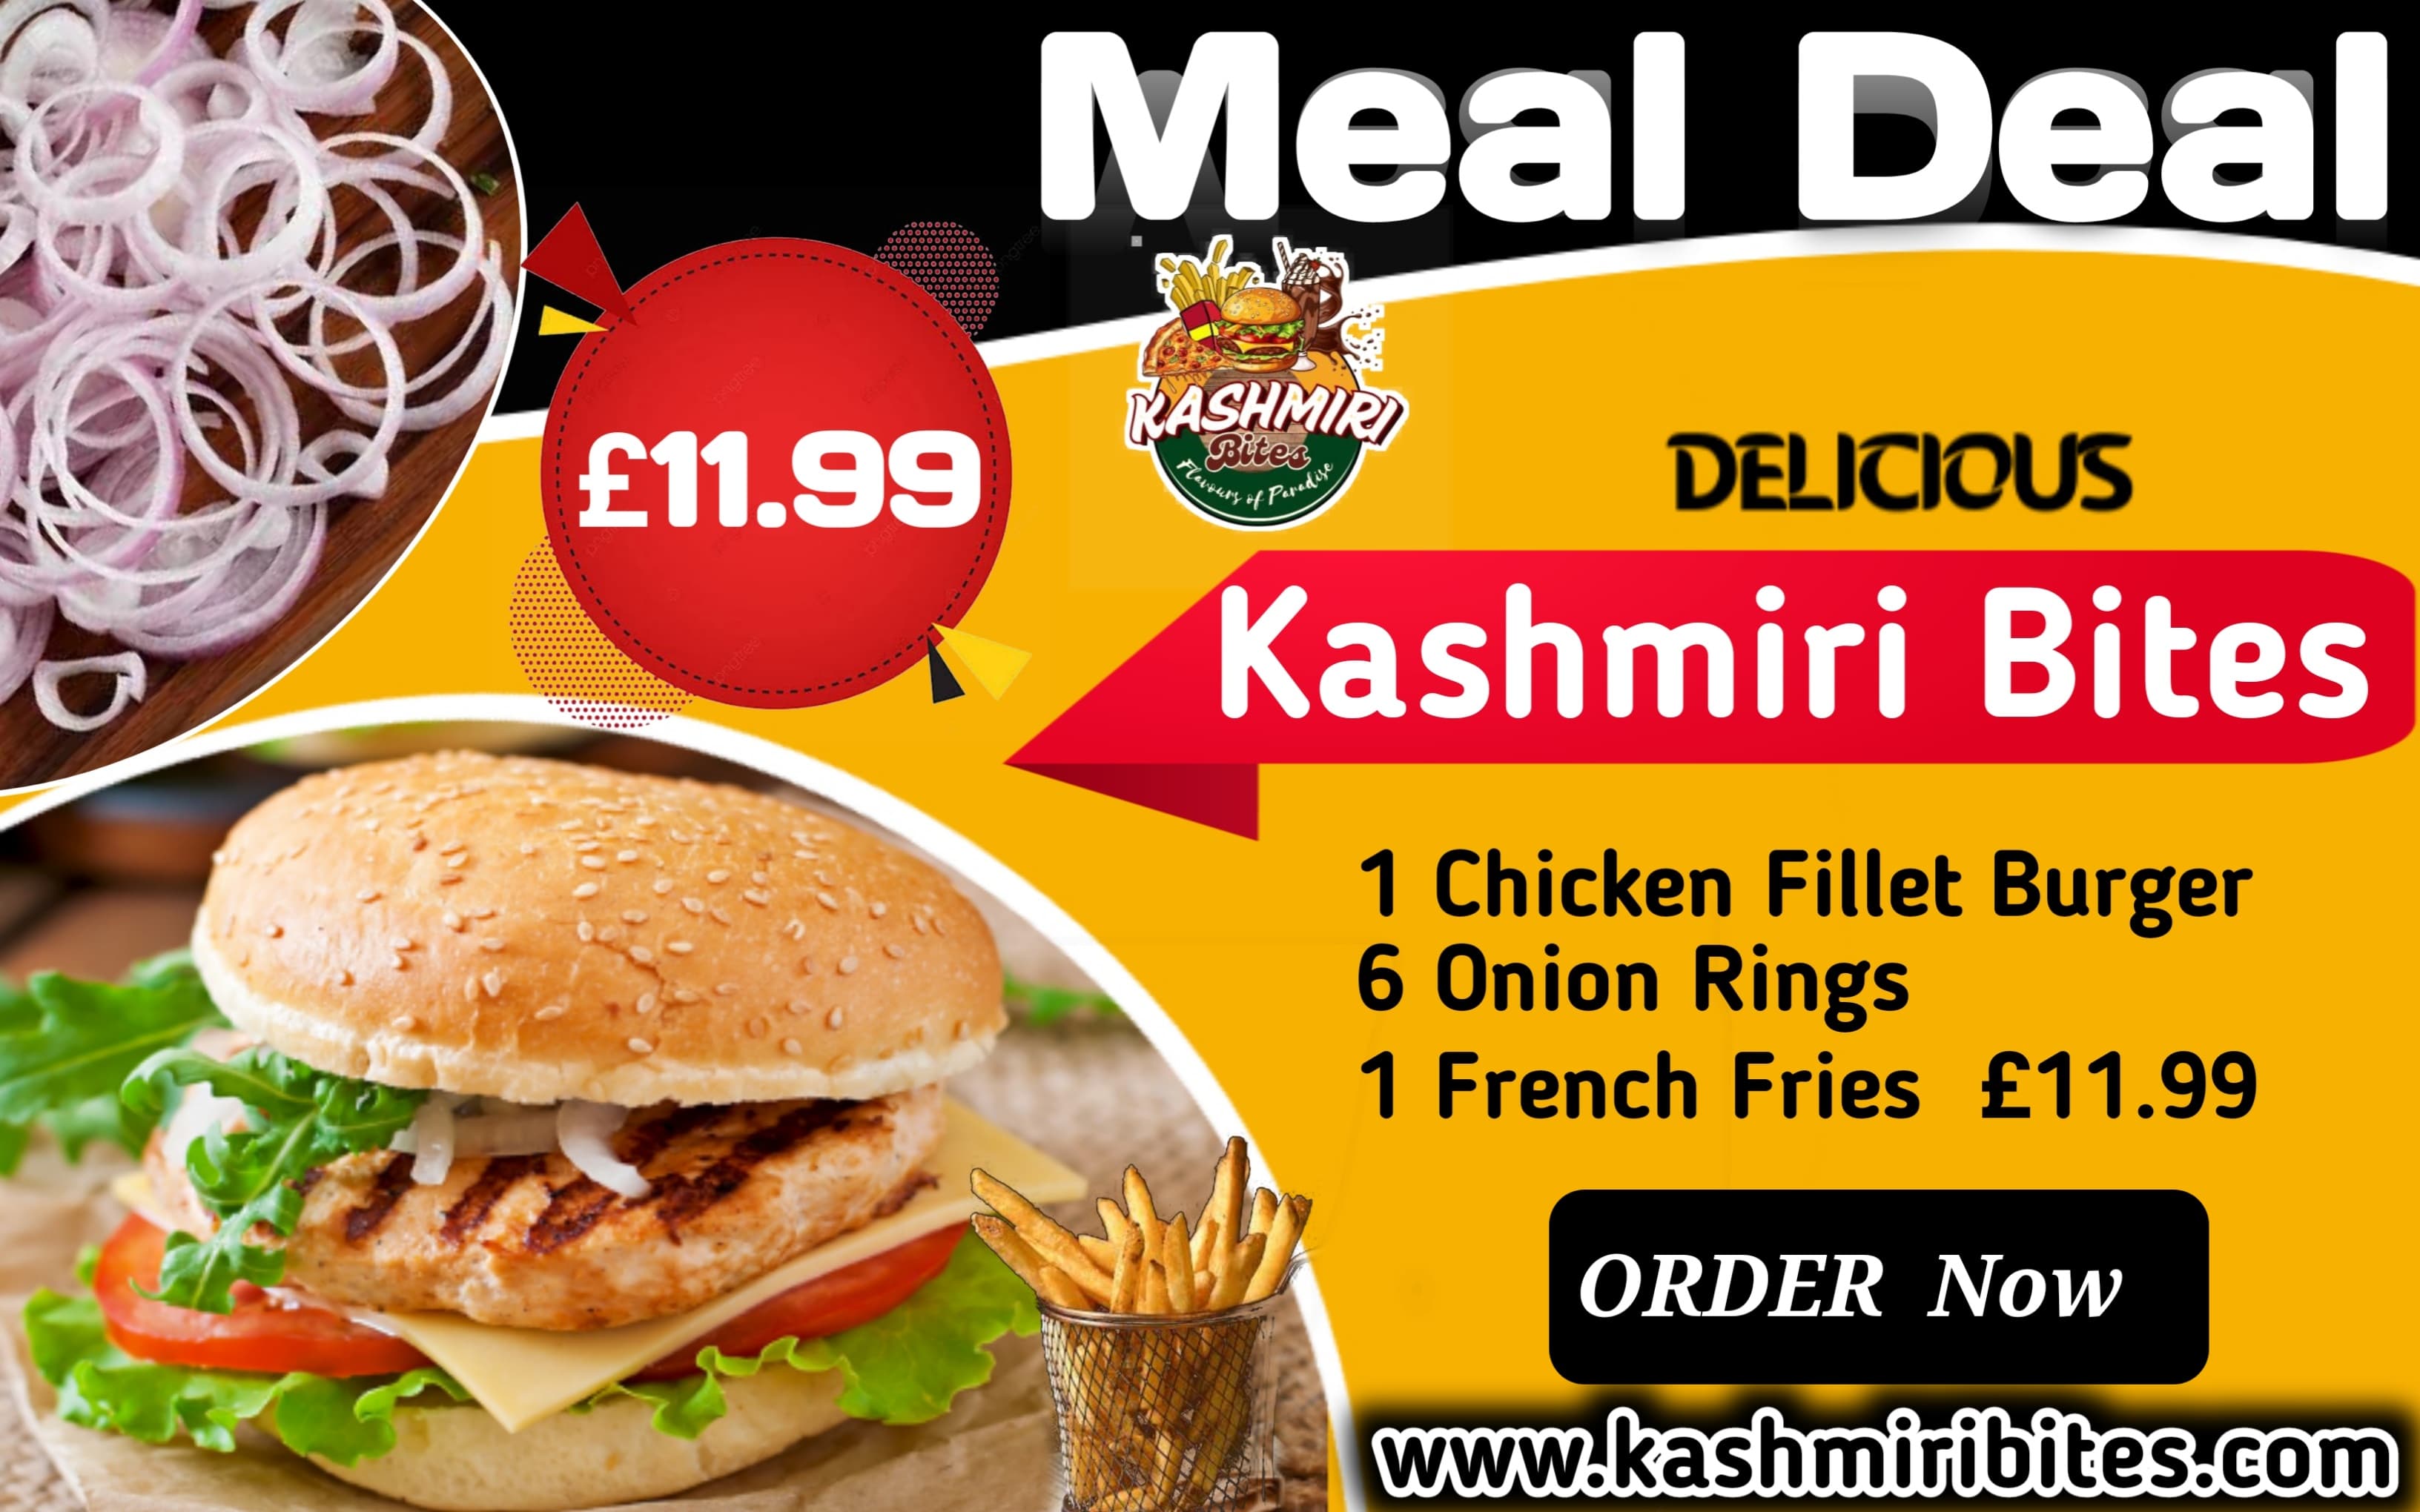 Meal Deal
£11.99
KASHMIRI
Bites
Flavours of Paradise
DELICIOUS
Kashmiri Bites
1 Chicken Fillet Burger
6 Onion Rings
1 French Fries £11.99
ORDER Now
www.kashmiribites.com